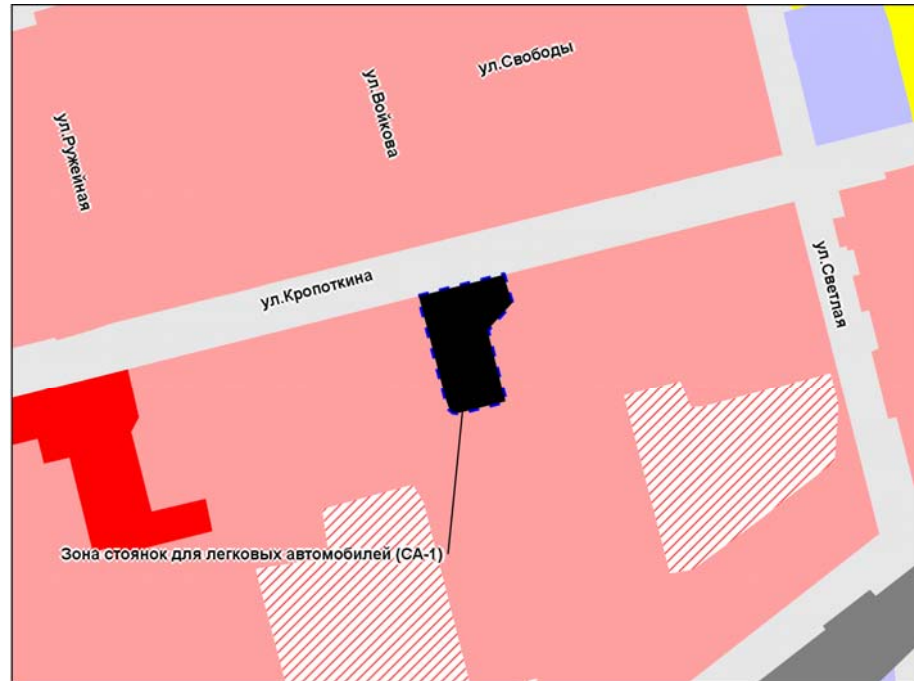 ул.Свободы
ул.Войкова
ул.Ружейная
ул.Кропоткина
ул.Светлая
Зона стоянок для легковых автомобилей (СА-1)